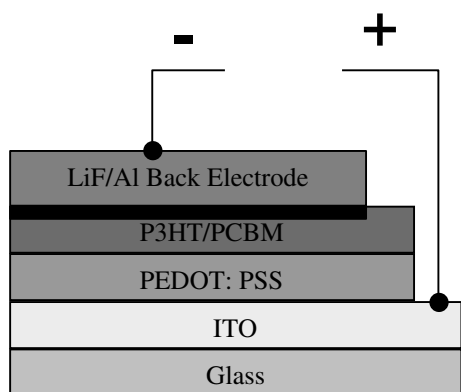 - +
LiF/Al Back Electrode
P3HT/PCBM
PEDOT: PSS
ITO
Glass